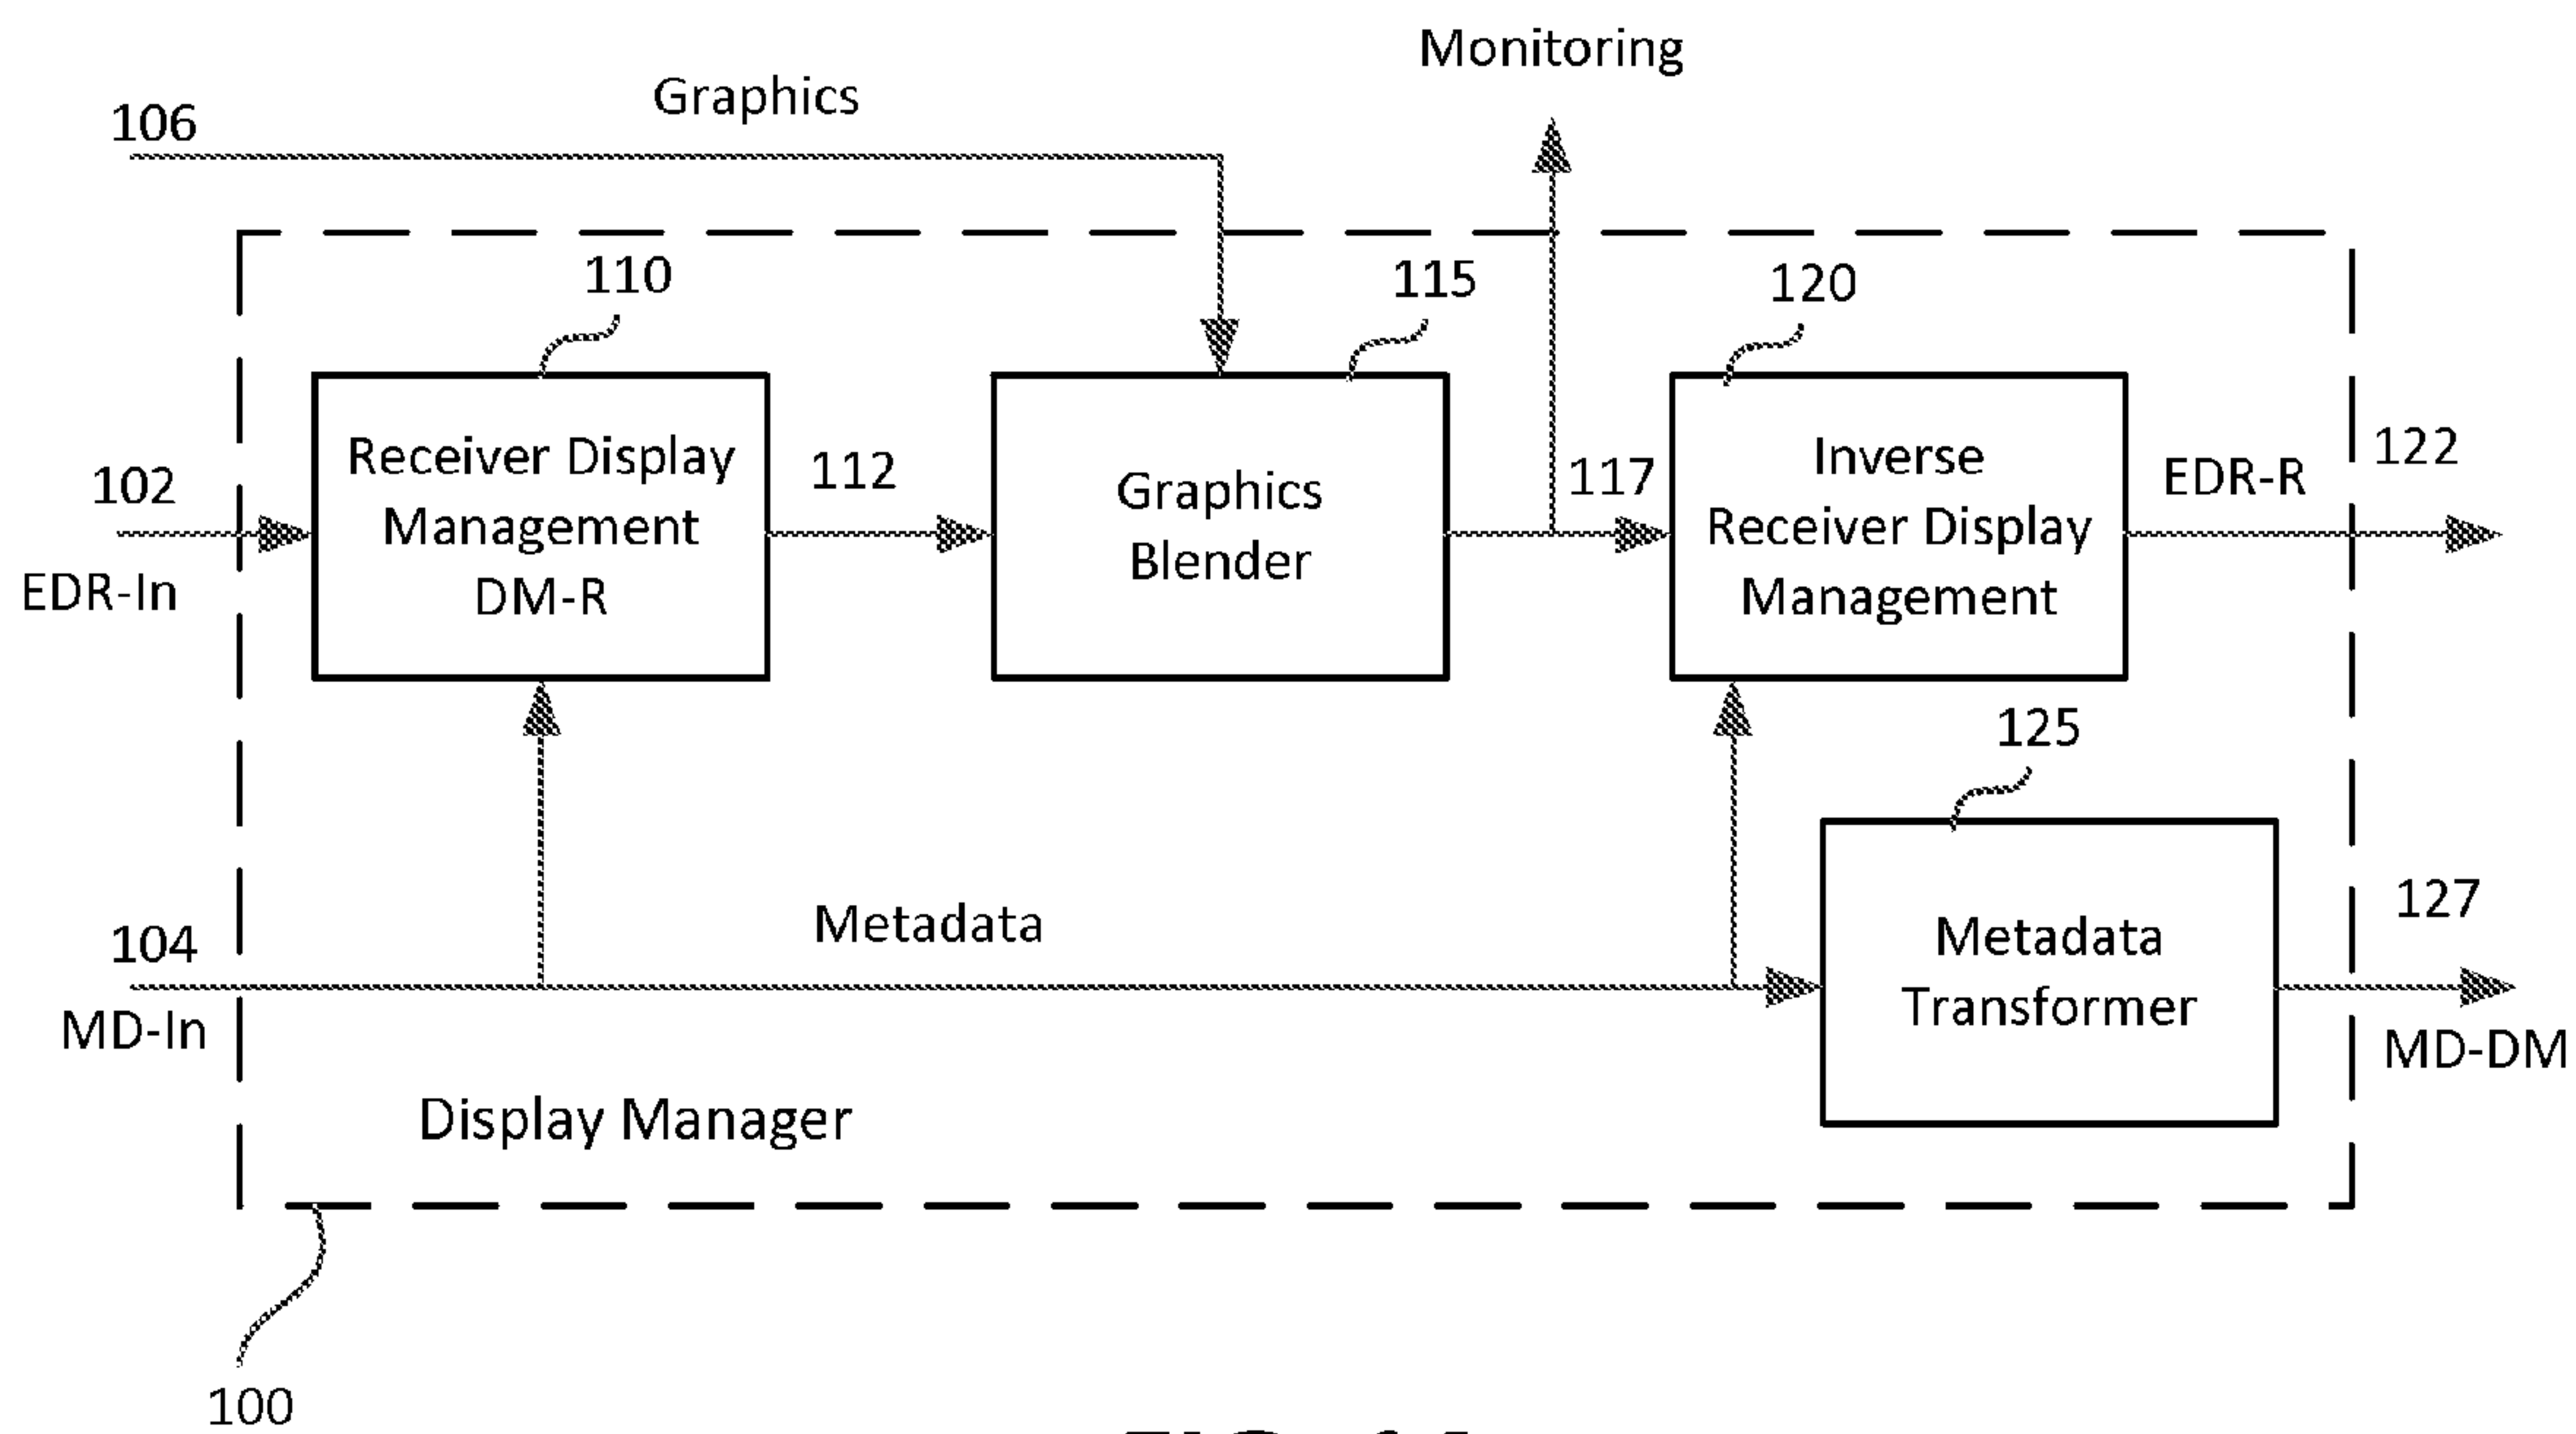 Monitoring
Graphics
106
110
115
120
102
EDR-In
Receiver Display
Management
DM-R
112
Graphics
Blender
117
Inverse
Receiver Display
Management
EDR-R
122
125
104
MD-In
Metadata
Metadata
Transformer
127
MD-DM
Display Manager
100